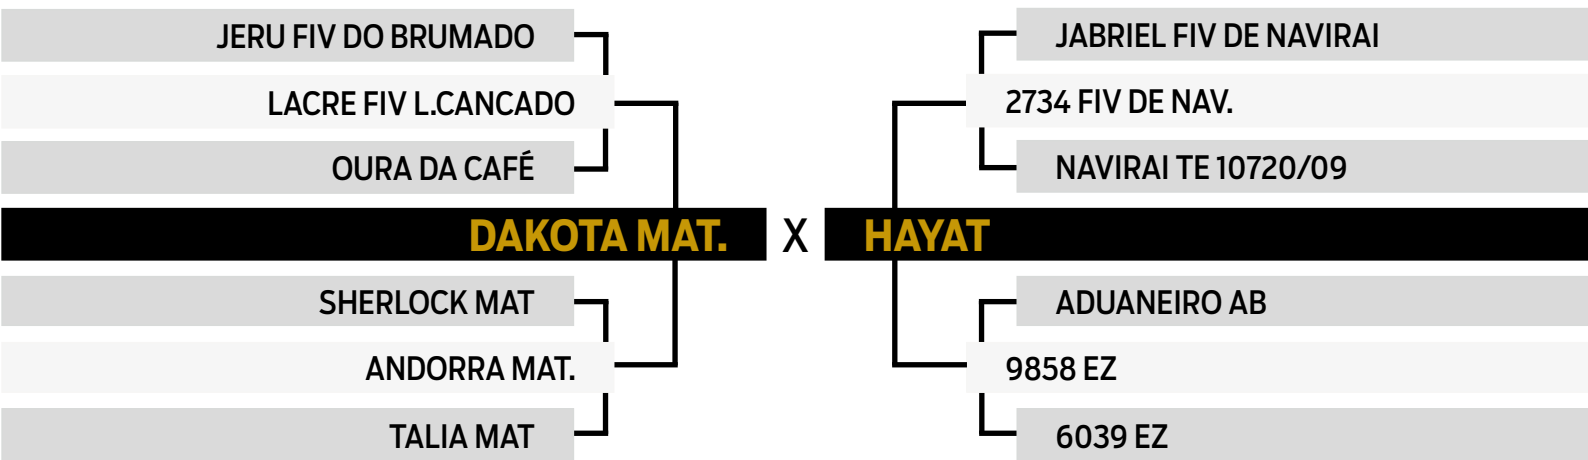 JERU FIV DO BRUMADO
LACRE FIV L.CANCADO
OURA DA CAFÉ
DAKOTA MAT.
SHERLOCK MAT
ANDORRA MAT.
TALIA MAT
X
JABRIEL FIV DE NAVIRAI
2734 FIV DE NAV.
NAVIRAI TE 10720/09
HAYAT
ADUANEIRO AB
9858 EZ
6039 EZ